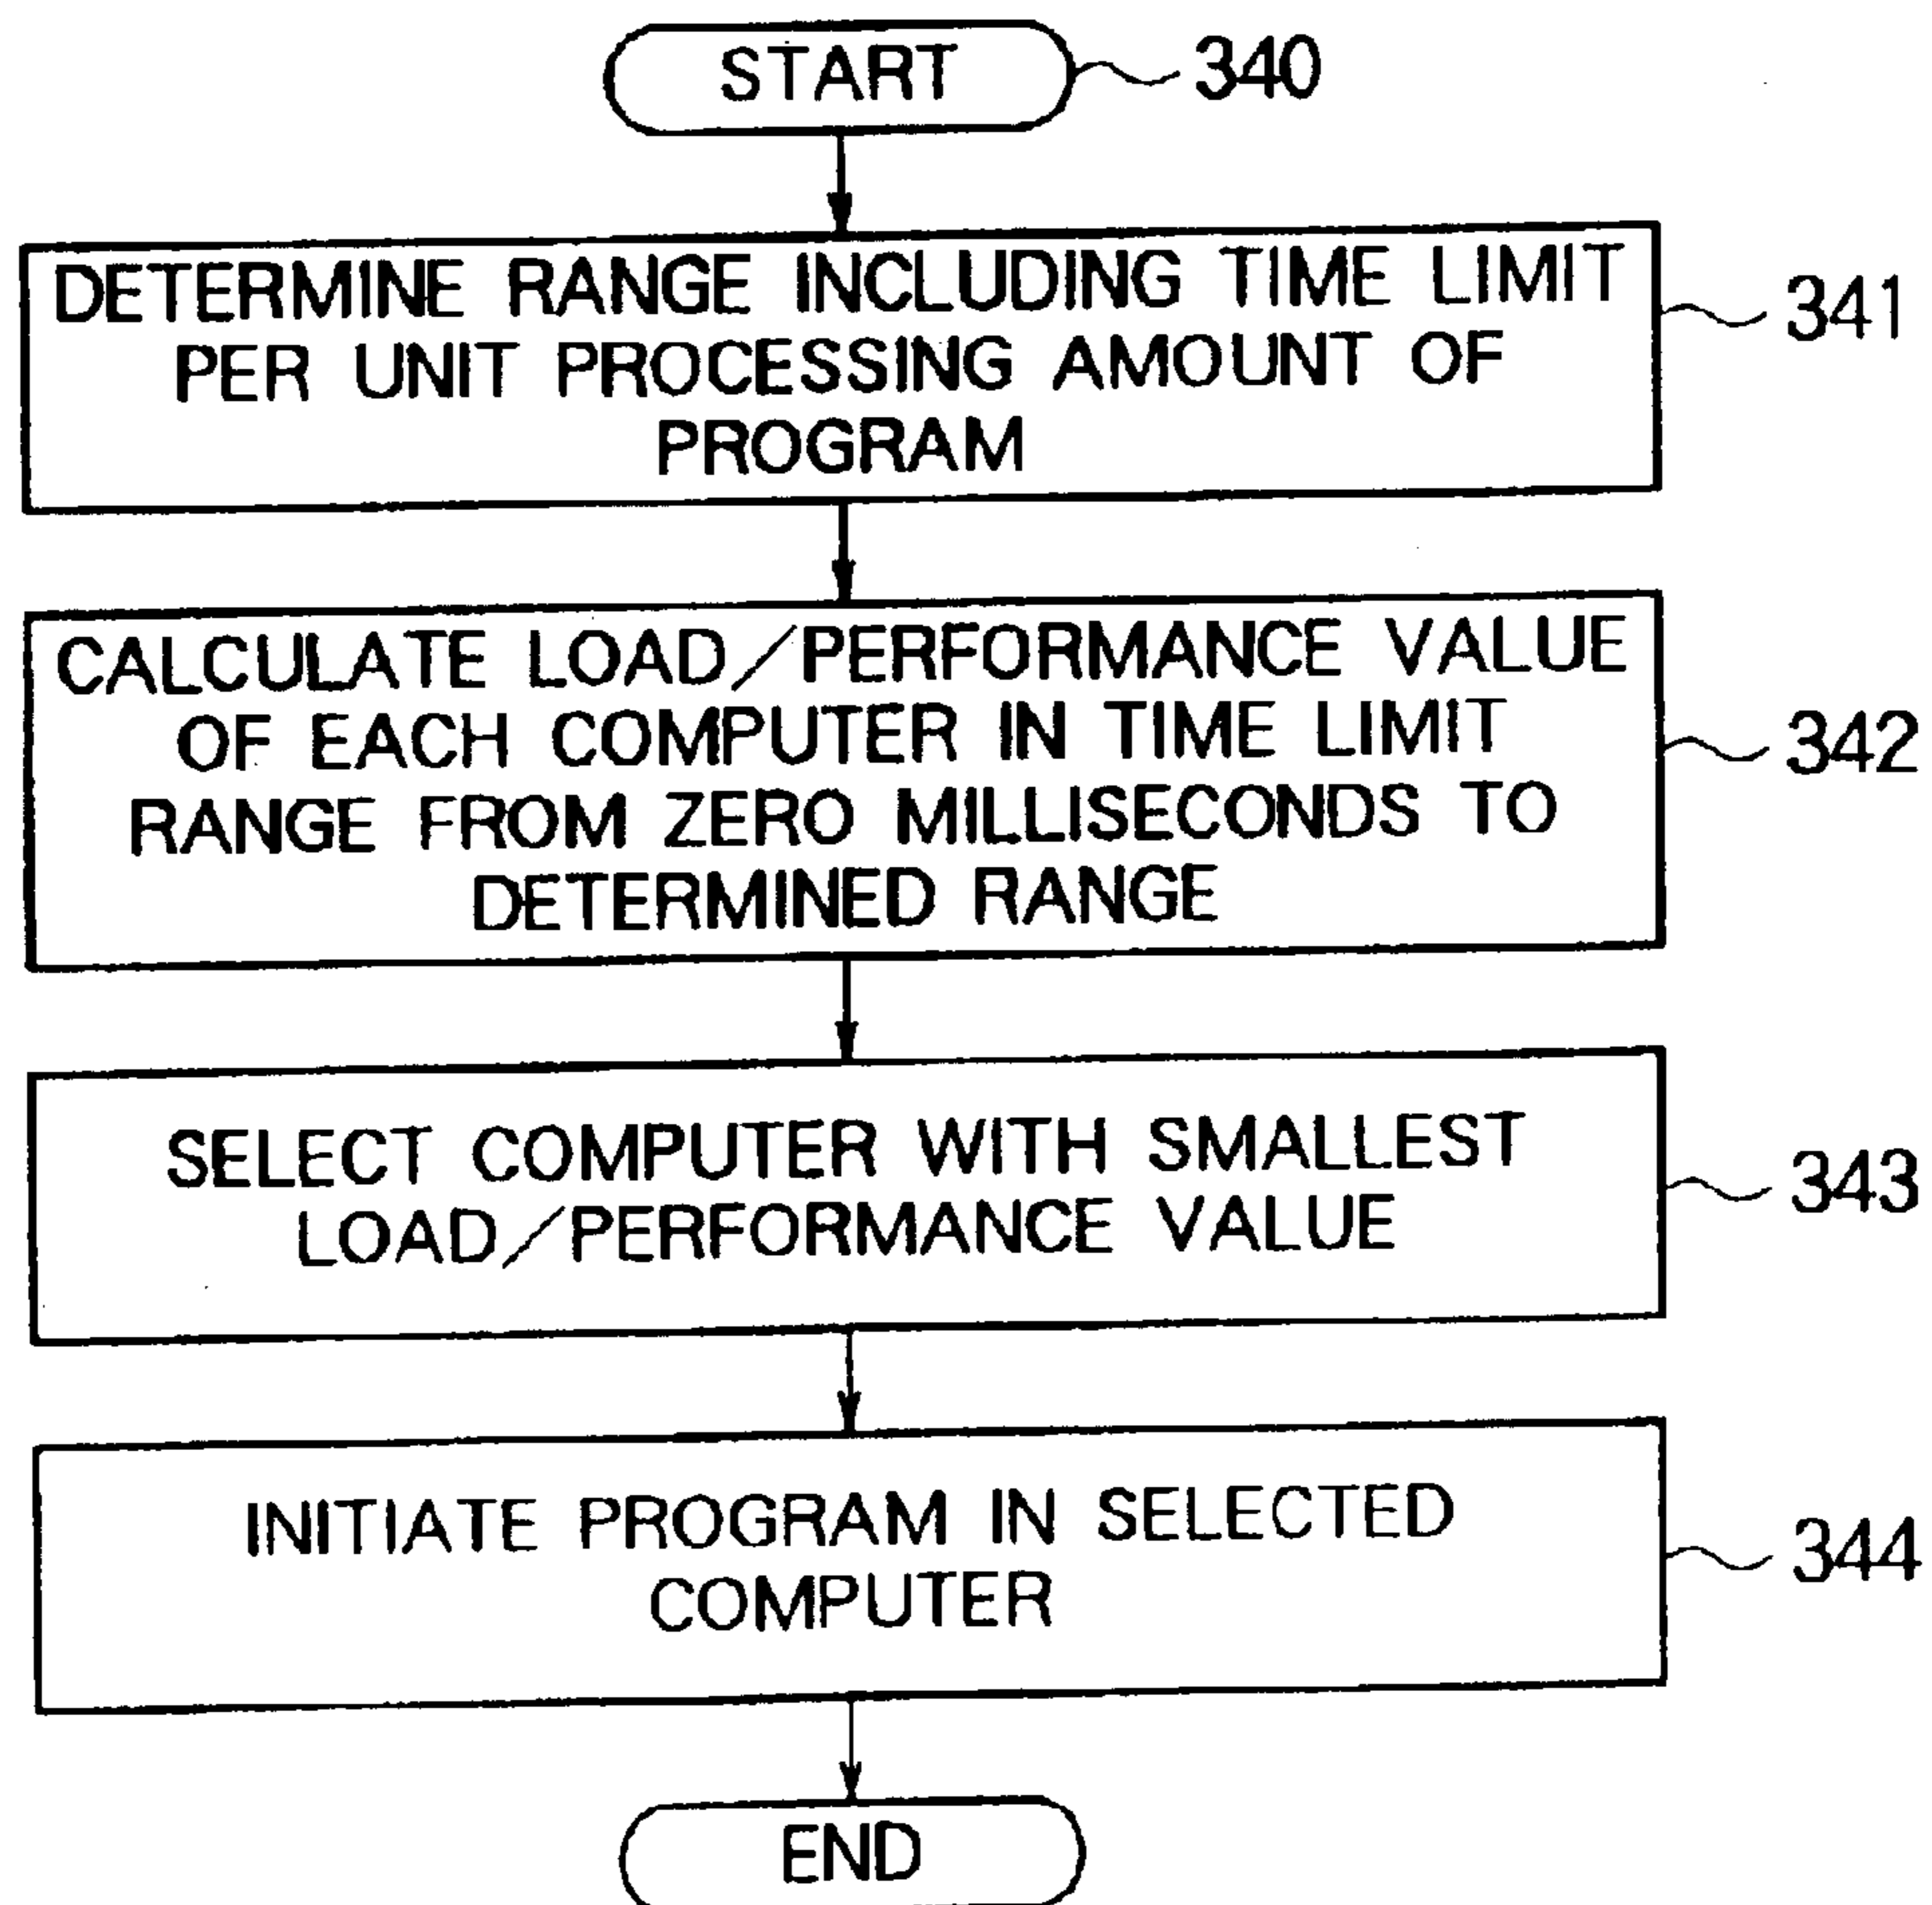 START
340
DETERMINE RANGE INCLUDING TIME LIMIT
PER UNIT PROCESSING AMOUNT OF
PROGRAM
341
CALCULATE LOAD/PERFORMANCE VALUE
OF EACH COMPUTER IN TIME LIMIT
RANGE FROM ZERO MILLISECONDS TO
DETERMINED RANGE
342
SELECT COMPUTER WITH SMALLEST
LOAD/PERFORMANCE VALUE
343
INITIATE PROGRAM IN SELECTED
COMPUTER
344
END